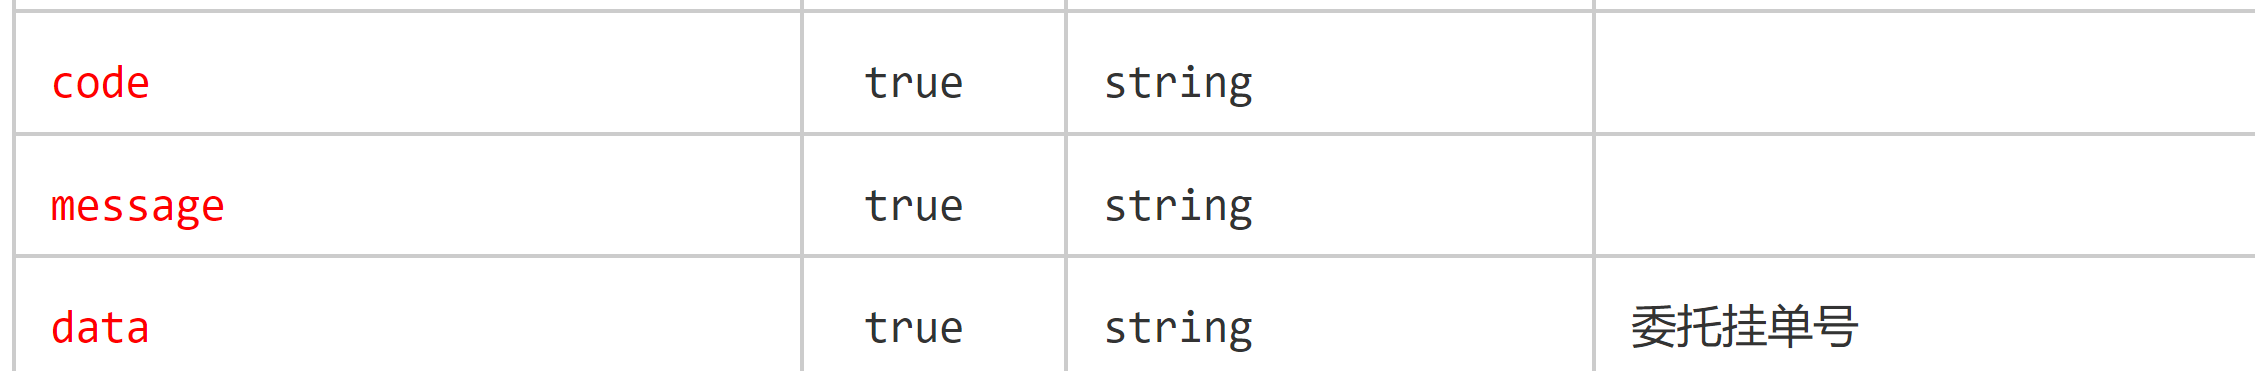 code true string
message true string
data true string 委托挂单号